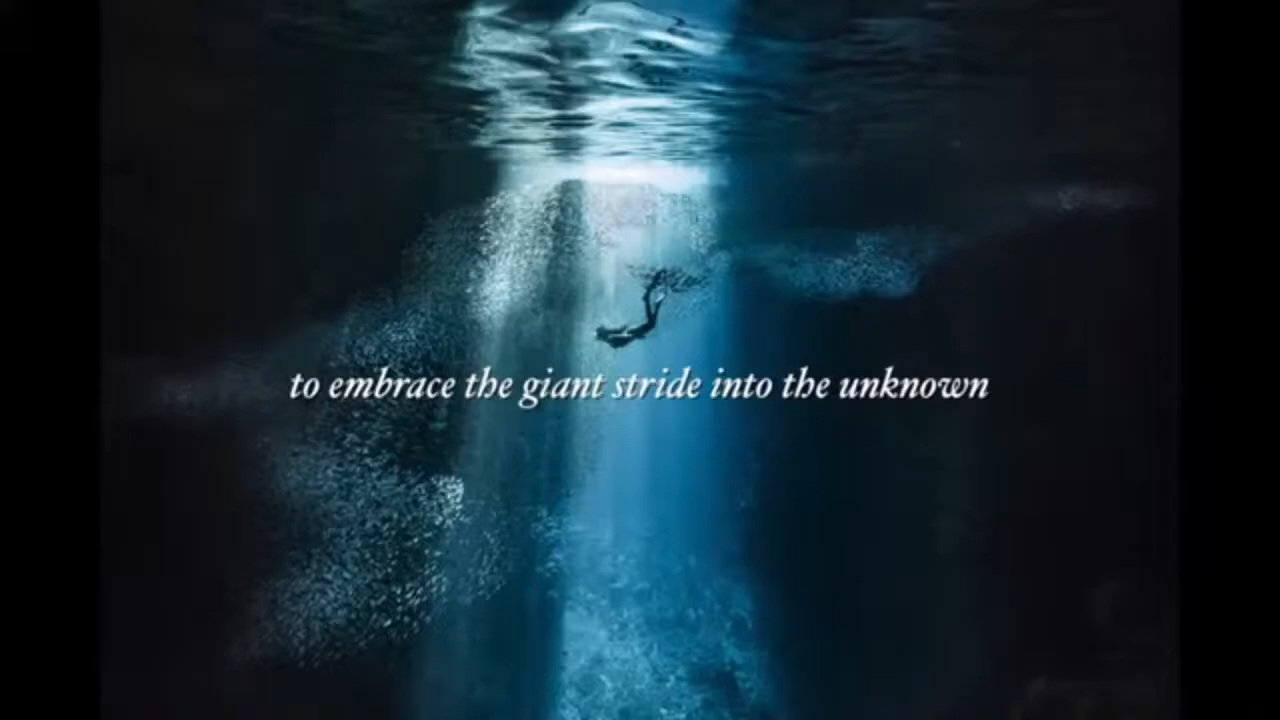 to embrace the giant stride into the unknown